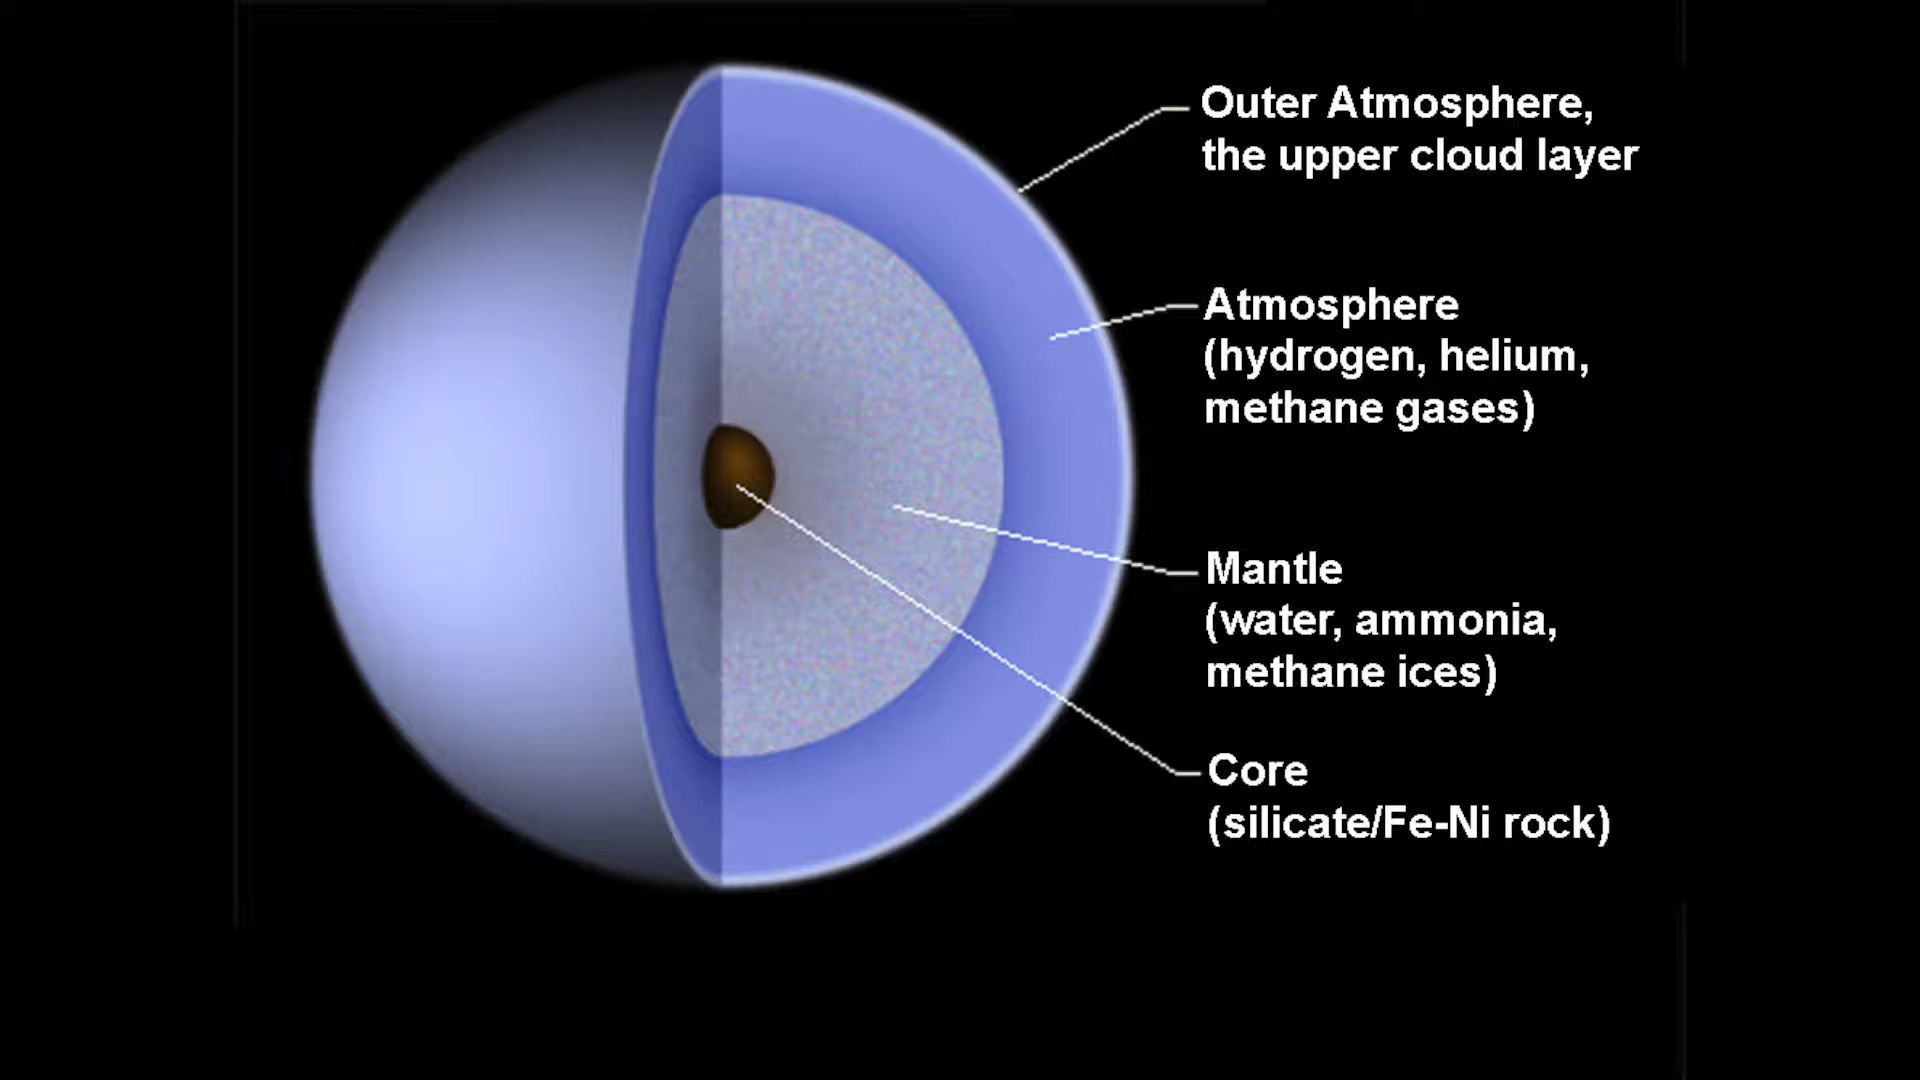 Outer Atmosphere,
the upper cloud layer
Atmosphere
(hydrogen, helium,
methane gases)
Mantle
(water, ammonia,
methane ices)
Core
(silicate/Fe-Ni rock)